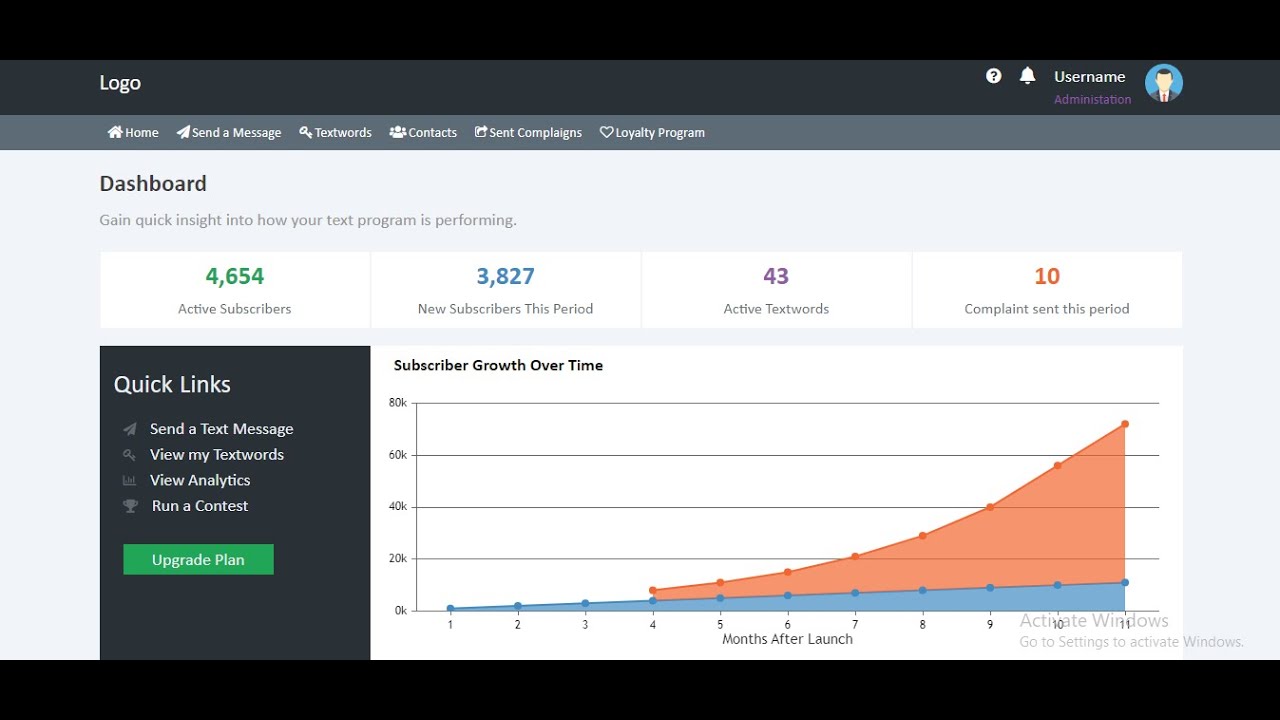 Logo
Username
Administation
Home Send a Message Textwords Contacts Sent Complaigns Loyalty Program
Dashboard
Gain quick insight into how your text program is performing.
4,654 3,827 43 10
Active Subscribers New Subscribers This Period Active Textwords Complaint sent this period
Quick Links
Send a Text Message
View my Textwords
View Analytics
Run a Contest
Upgrade Plan
Subscriber Growth Over Time
80k
60k
40k
20k
0k
1 2 3 4 5 6 7 8 9 10 11
Months After Launch
Activate Windows
Go to Settings to activate Windows.